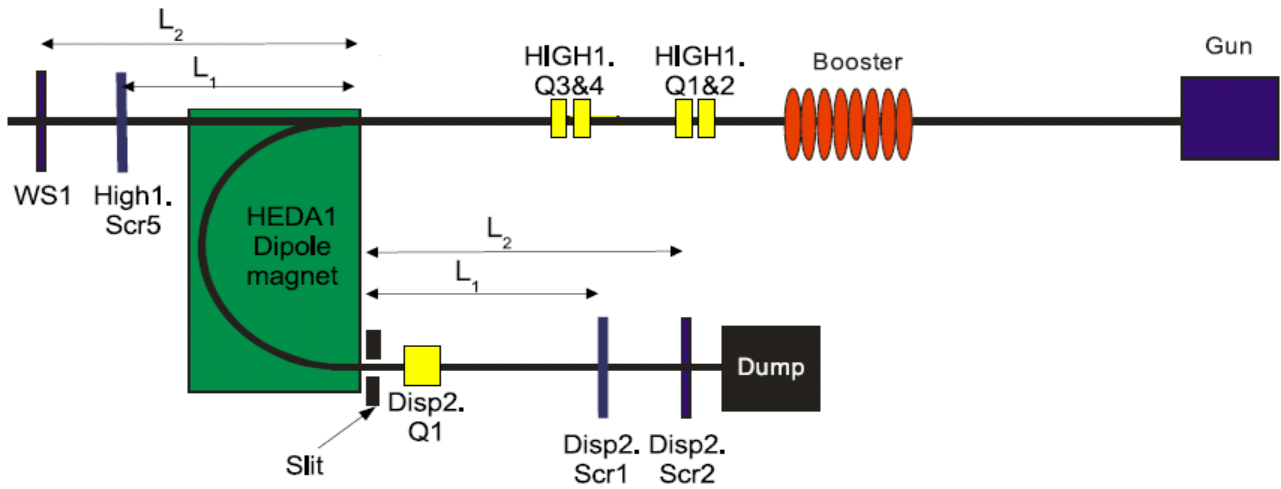 L2
L1
HIGH1.
Q3&4
HIGH1.
Q1&2
Booster
Gun
WS1
High1.
Scr5
HEDA1
Dipole
magnet
L2
L1
Slit
Disp2.
Q1
Disp2.
Scr1
Disp2.
Scr2
Dump